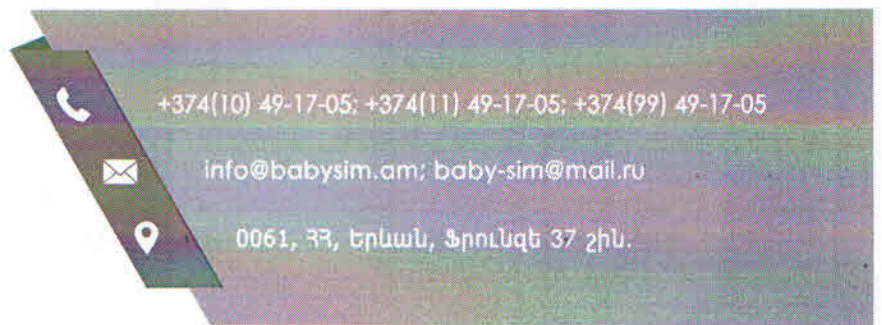 +374(10) 49-17-05; +374(11) 49-17-05; +374(99) 49-17-05
info@babysim.am; baby-sim@mail.ru
0061, ՀՀ, Երևան, Ֆրունզե 37 շին.